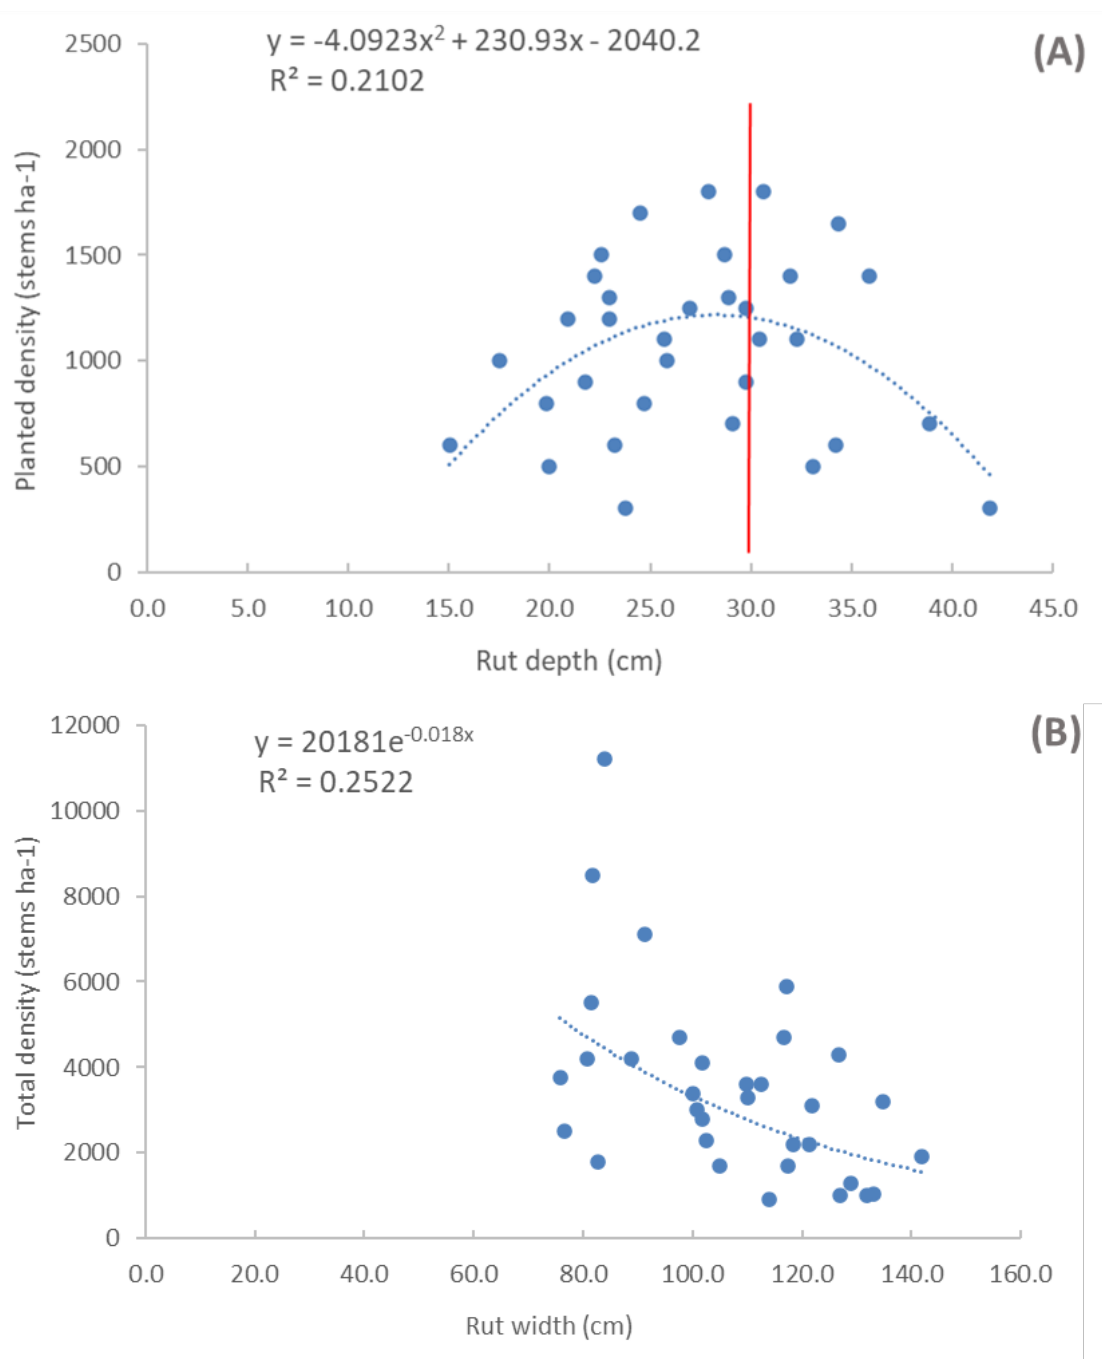 y = -4.0923x² + 230.93x - 2040.2
R² = 0.2102
(A)
2500
2000
1500
1000
500
0
Planted density (stems ha-1)
0.0 5.0 10.0 15.0 20.0 25.0 30.0 35.0 40.0 45.0
Rut depth (cm)
y = 20181e^-0.018x
R² = 0.2522
(B)
12000
10000
8000
6000
4000
2000
0
Total density (stems ha-1)
0.0 20.0 40.0 60.0 80.0 100.0 120.0 140.0 160.0
Rut width (cm)